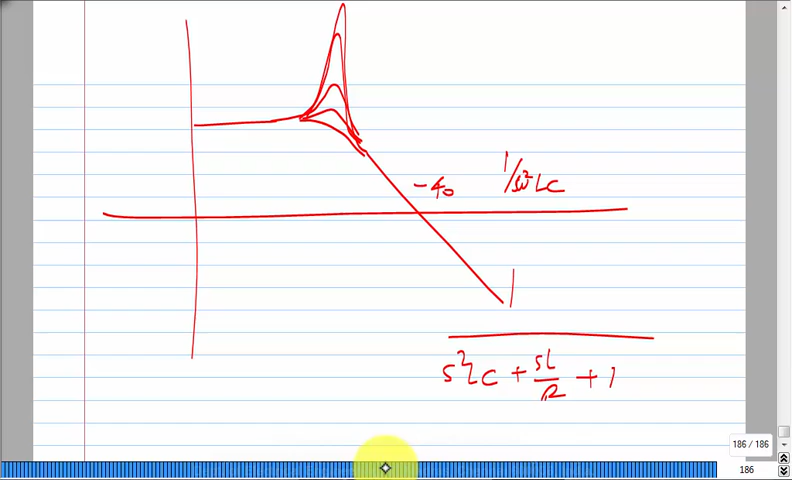 -40
1/ω²LC
1
s²LC + sL/R + 1
186 / 186
186